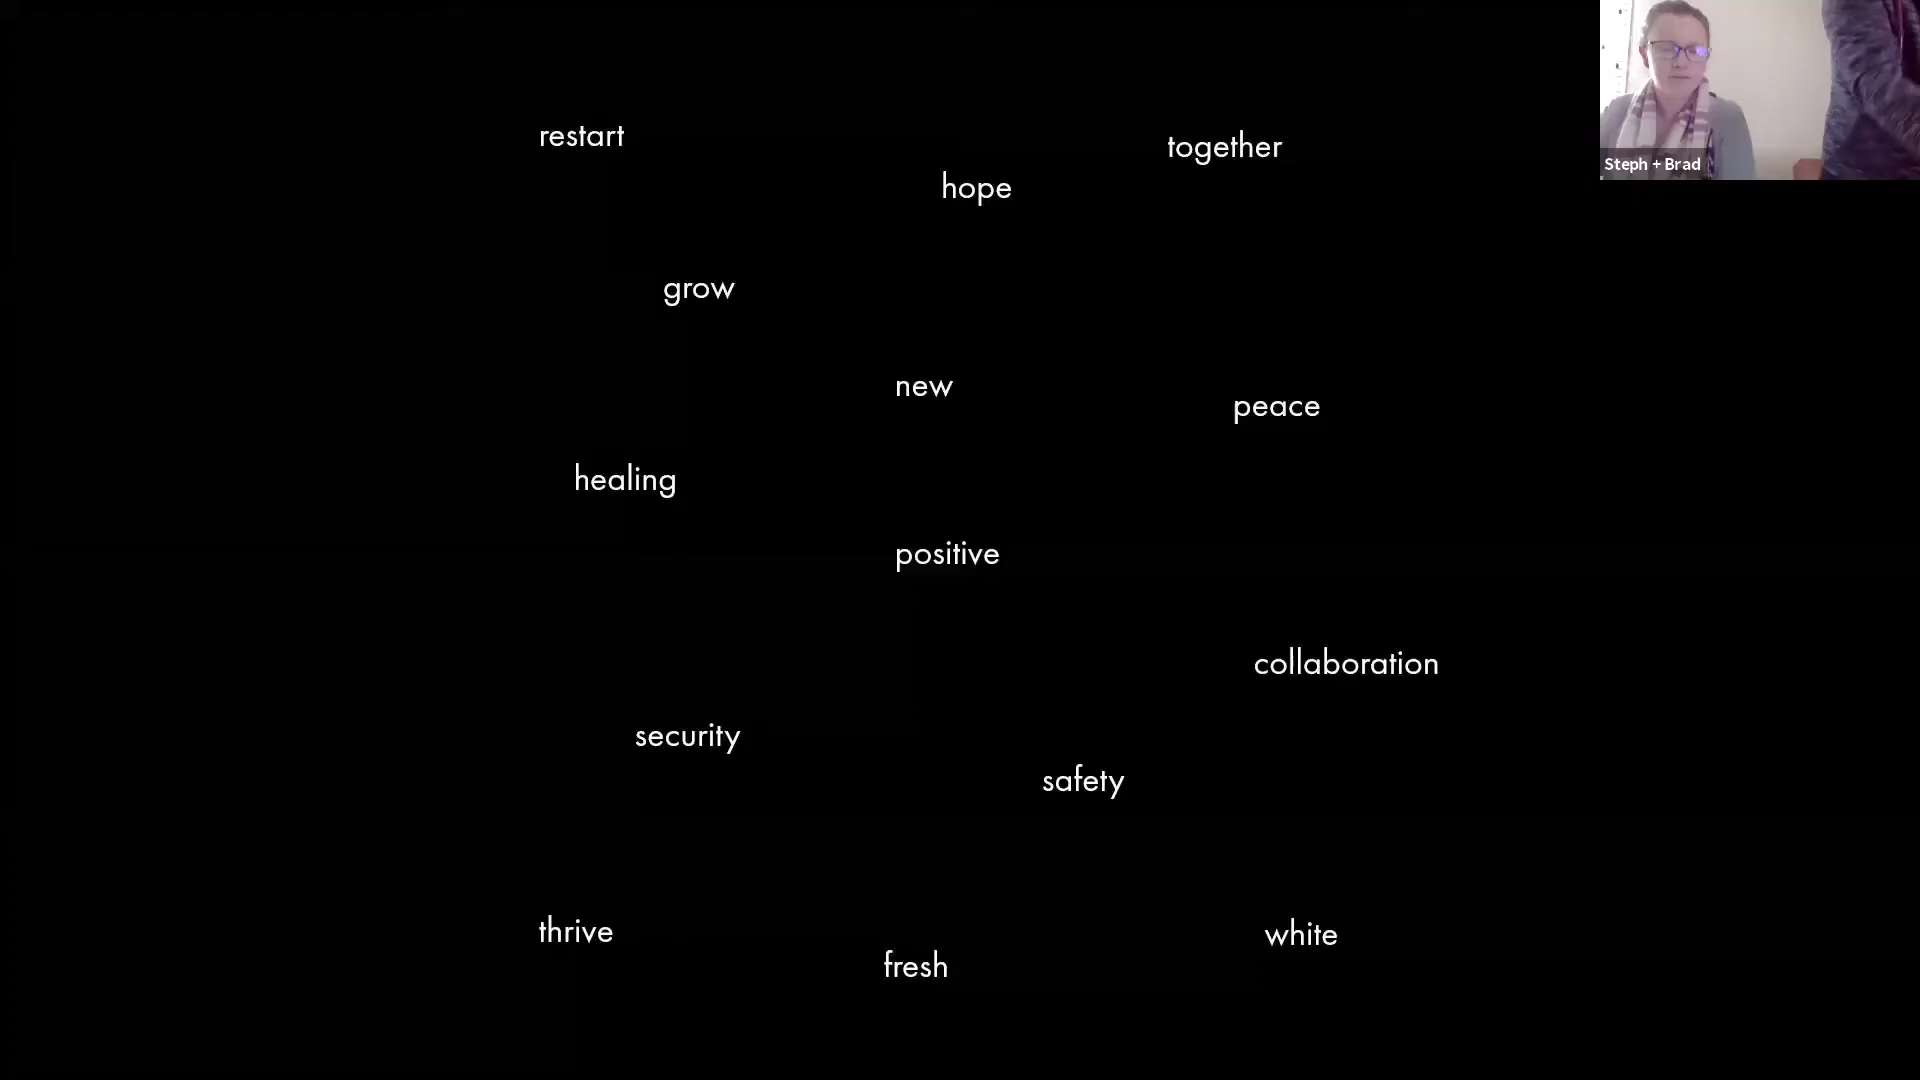 restart
together
hope
grow
new
peace
healing
positive
collaboration
security
safety
thrive
white
fresh
Steph + Brad